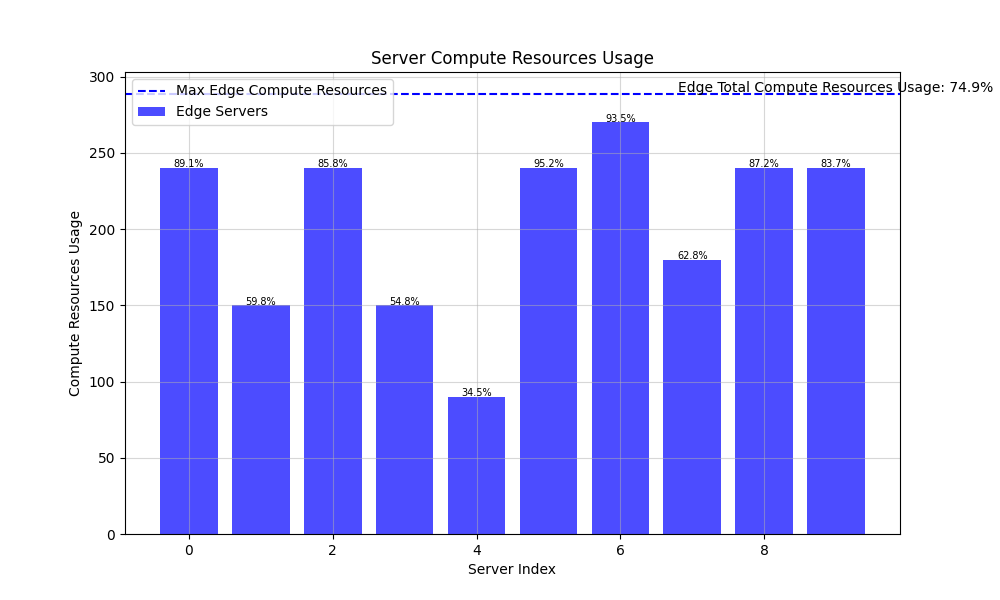 Server Compute Resources Usage
Max Edge Compute Resources
Edge Servers
Edge Total Compute Resources Usage: 74.9%
Compute Resources Usage
300
250
200
150
100
50
0
89.1%
59.8%
85.8%
54.8%
34.5%
95.2%
93.5%
62.8%
87.2%
83.7%
0 2 4 6 8
Server Index